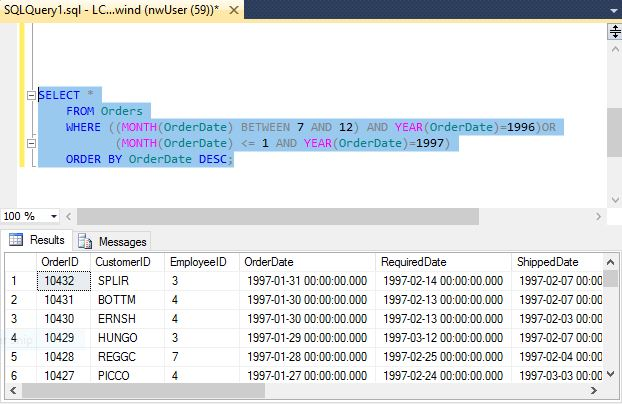 SQLQuery1.sql - LC...wind (nwUser (59))* ×
SELECT *
FROM Orders
WHERE ((MONTH(OrderDate) BETWEEN 7 AND 12) AND YEAR(OrderDate)=1996)OR
(MONTH(OrderDate) <= 1 AND YEAR(OrderDate)=1997)
ORDER BY OrderDate DESC;
100 %
Results Messages
OrderID CustomerID EmployeeID OrderDate RequiredDate ShippedDate
1 10432 SPLIR 3 1997-01-31 00:00:00.000 1997-02-14 00:00:00.000 1997-02-07 00:00
2 10431 BOTTM 4 1997-01-30 00:00:00.000 1997-02-13 00:00:00.000 1997-02-07 00:00
3 10430 ERNSH 4 1997-01-30 00:00:00.000 1997-02-13 00:00:00.000 1997-02-03 00:00
4 10429 HUNGO 3 1997-01-29 00:00:00.000 1997-03-12 00:00:00.000 1997-02-07 00:00
5 10428 REGGC 7 1997-01-28 00:00:00.000 1997-02-25 00:00:00.000 1997-02-04 00:00
6 10427 PICCO 4 1997-01-27 00:00:00.000 1997-02-24 00:00:00.000 1997-03-03 00:00